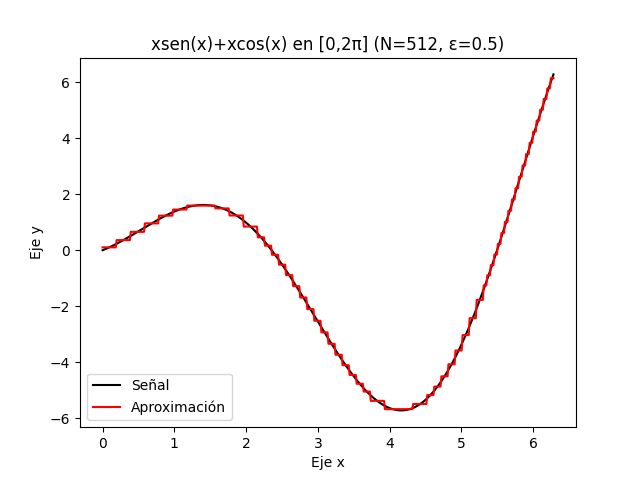 xsen(x)+xcos(x) en [0,2π] (N=512, ε=0.5)
Eje y
6
4
2
0
−2
−4
−6
Señal
Aproximación
0 1 2 3 4 5 6
Eje x